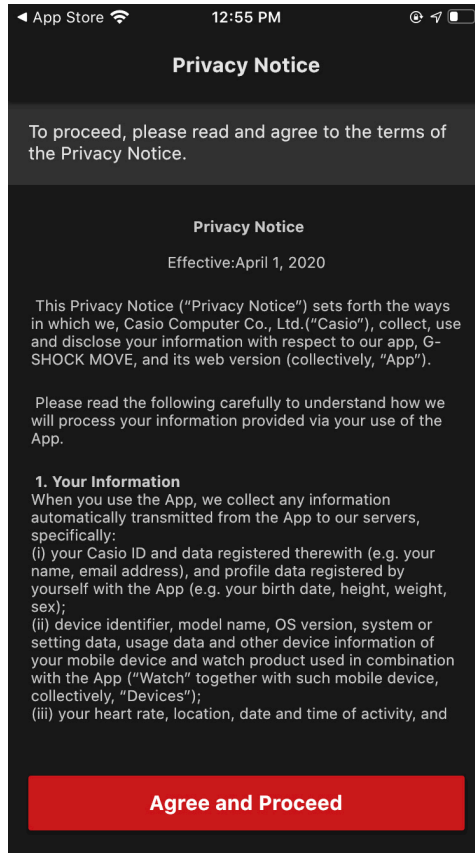 ◀ App Store 12:55 PM
Privacy Notice
To proceed, please read and agree to the terms of
the Privacy Notice.
Privacy Notice
Effective:April 1, 2020
This Privacy Notice (“Privacy Notice”) sets forth the ways
in which we, Casio Computer Co., Ltd.(“Casio”), collect, use
and disclose your information with respect to our app, G-
SHOCK MOVE, and its web version (collectively, “App”).
Please read the following carefully to understand how we
will process your information provided via your use of the
App.
1. Your Information
When you use the App, we collect any information
automatically transmitted from the App to our servers,
specifically:
(i) your Casio ID and data registered therewith (e.g. your
name, email address), and profile data registered by
yourself with the App (e.g. your birth date, height, weight,
sex);
(ii) device identifier, model name, OS version, system or
setting data, usage data and other device information of
your mobile device and watch product used in combination
with the App (“Watch” together with such mobile device,
collectively, “Devices”);
(iii) your heart rate, location, date and time of activity, and
Agree and Proceed